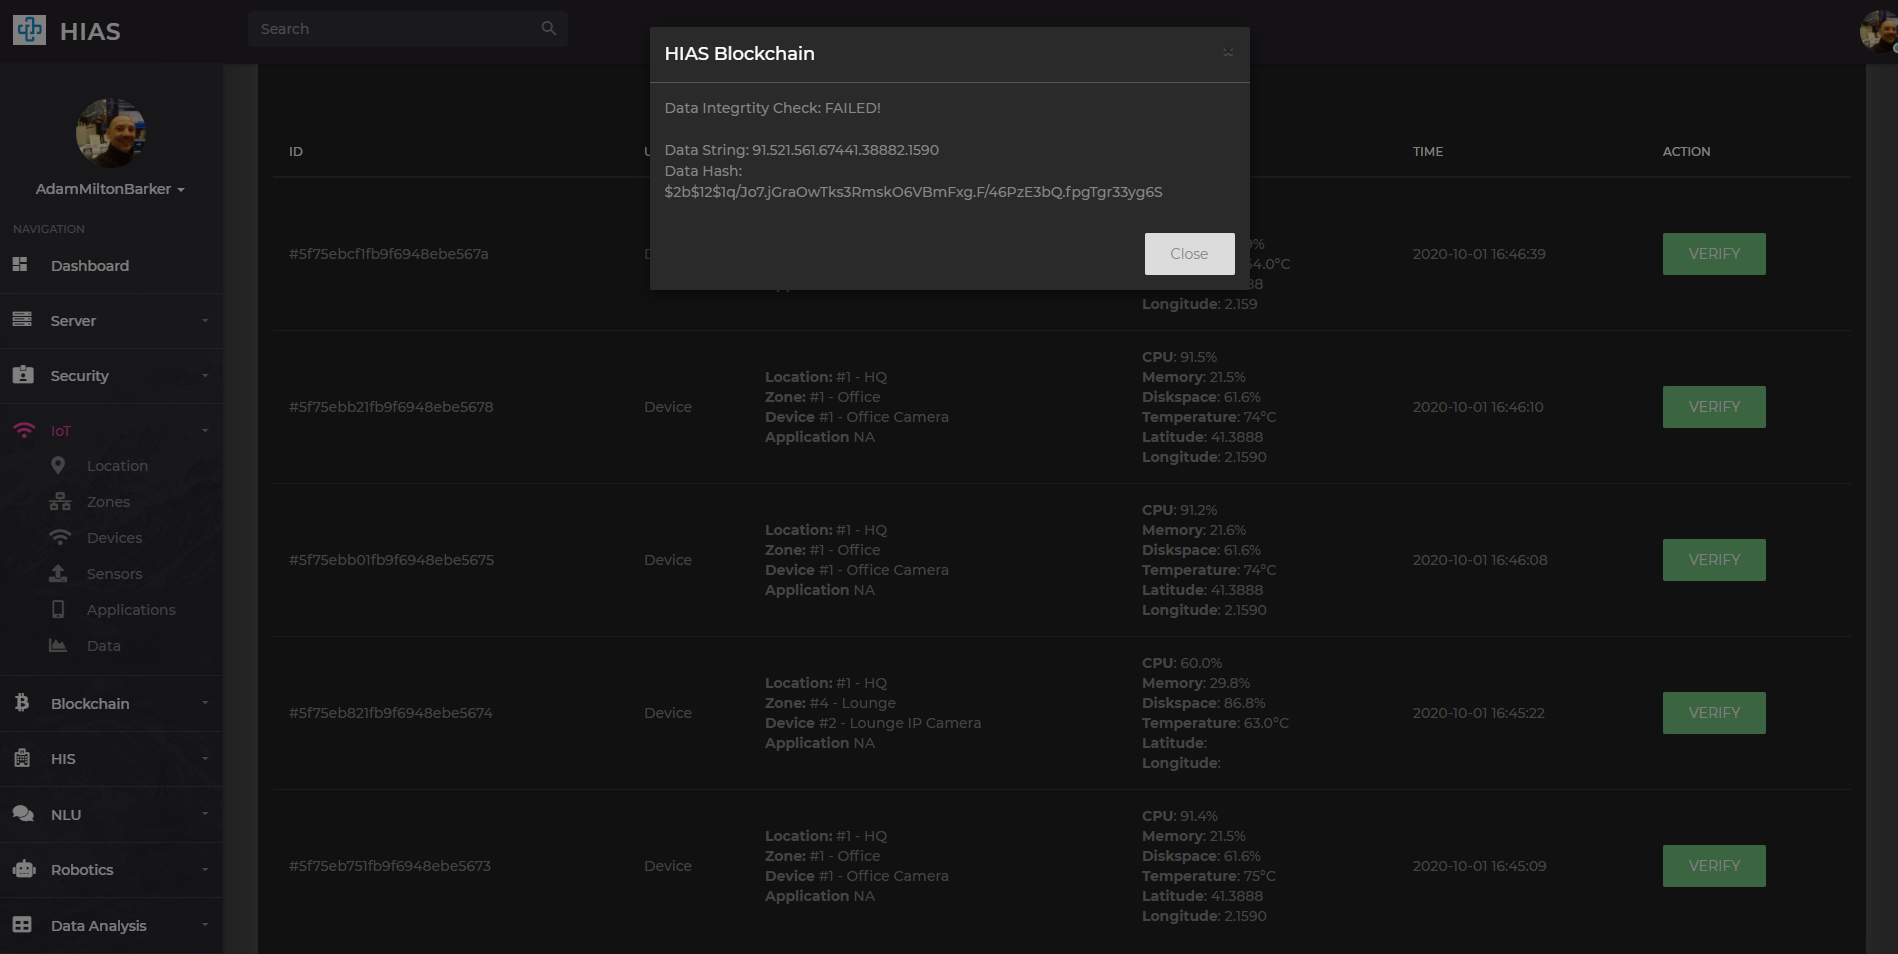 HIAS
Search
HIAS Blockchain
×
Data Integrtity Check: FAILED!
Data String: 91.521.561.67441.38882.1590
Data Hash:
$2b$12$1q/Jo7.jGraOwTks3RmskO6VBmFxg.F/46PzE3bQ.fpgTgr33yg6S
Close
AdamMiltonBarker
NAVIGATION
Dashboard
Server
Security
IoT
Location
Zones
Devices
Sensors
Applications
Data
Blockchain
HIS
NLU
Robotics
Data Analysis
ID
TIME
ACTION
#5f75ebcf1fb9f6948ebe567a
9%
4.0°C
88
Longitude: 2.159
2020-10-01 16:46:39
VERIFY
#5f75ebb21fb9f6948ebe5678
Device
Location: #1 - HQ
Zone: #1 - Office
Device #1 - Office Camera
Application NA
CPU: 91.5%
Memory: 21.5%
Diskspace: 61.6%
Temperature: 74°C
Latitude: 41.3888
Longitude: 2.1590
2020-10-01 16:46:10
VERIFY
#5f75ebb01fb9f6948ebe5675
Device
Location: #1 - HQ
Zone: #1 - Office
Device #1 - Office Camera
Application NA
CPU: 91.2%
Memory: 21.6%
Diskspace: 61.6%
Temperature: 74°C
Latitude: 41.3888
Longitude: 2.1590
2020-10-01 16:46:08
VERIFY
#5f75eb821fb9f6948ebe5674
Device
Location: #1 - HQ
Zone: #4 - Lounge
Device #2 - Lounge IP Camera
Application NA
CPU: 60.0%
Memory: 29.8%
Diskspace: 86.8%
Temperature: 63.0°C
Latitude:
Longitude:
2020-10-01 16:45:22
VERIFY
#5f75eb751fb9f6948ebe5673
Device
Location: #1 - HQ
Zone: #1 - Office
Device #1 - Office Camera
Application NA
CPU: 91.4%
Memory: 21.5%
Diskspace: 61.6%
Temperature: 75°C
Latitude: 41.3888
Longitude: 2.1590
2020-10-01 16:45:09
VERIFY